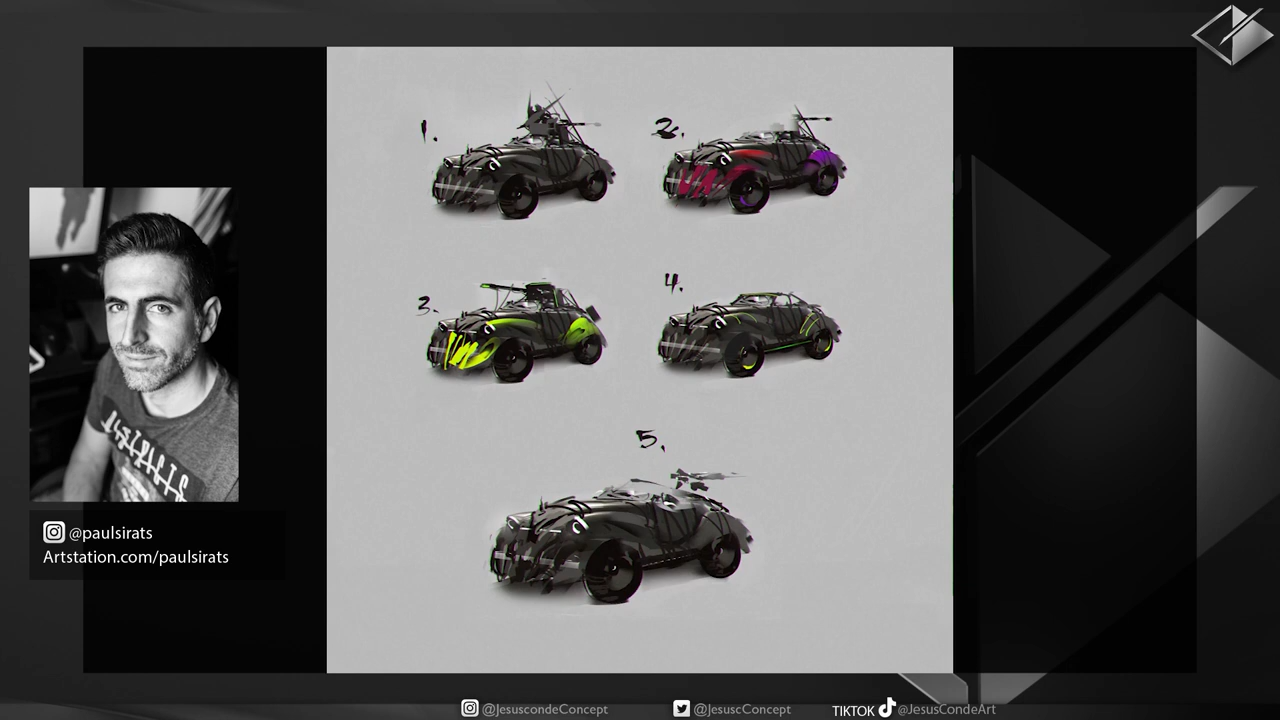 1.
2.
3.
4.
5.
@paulsirats
Artstation.com/paulsirats
@JesuscondeConcept
@JesuscConcept
TIKTOK @JesusCondeArt